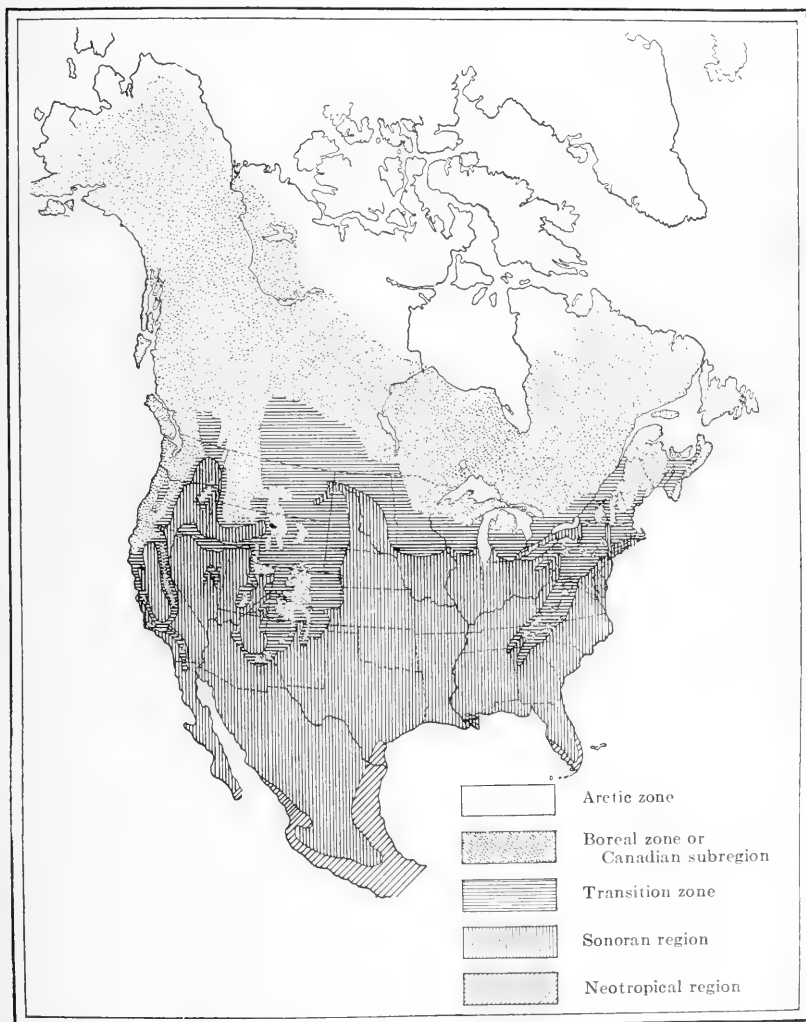 Arctic zone
Boreal zone or
Canadian subregion
Transition zone
Sonoran region
Neotropical region